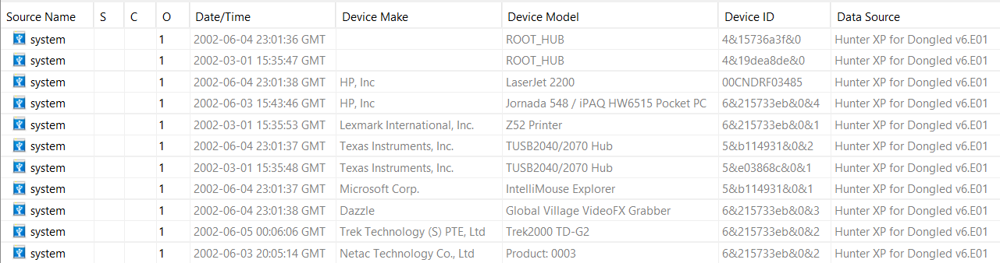 Source Name S C O Date/Time Device Make Device Model Device ID Data Source
system 1 2002-06-04 23:01:36 GMT ROOT_HUB 4&15736a3f&0 Hunter XP for Dongled v6.E01
system 1 2002-03-01 15:35:47 GMT ROOT_HUB 4&19dea8de&0 Hunter XP for Dongled v6.E01
system 1 2002-06-04 23:01:38 GMT HP, Inc LaserJet 2200 00CNDRF03485 Hunter XP for Dongled v6.E01
system 1 2002-06-03 15:43:46 GMT HP, Inc Jornada 548 / iPAQ HW6515 Pocket PC 6&215733eb&0&4 Hunter XP for Dongled v6.E01
system 1 2002-03-01 15:35:53 GMT Lexmark International, Inc. Z52 Printer 6&215733eb&0&1 Hunter XP for Dongled v6.E01
system 1 2002-06-04 23:01:37 GMT Texas Instruments, Inc. TUSB2040/2070 Hub 5&b114931&0&2 Hunter XP for Dongled v6.E01
system 1 2002-03-01 15:35:48 GMT Texas Instruments, Inc. TUSB2040/2070 Hub 5&e03868c&0&1 Hunter XP for Dongled v6.E01
system 1 2002-06-04 23:01:37 GMT Microsoft Corp. IntelliMouse Explorer 5&b114931&0&1 Hunter XP for Dongled v6.E01
system 1 2002-06-04 23:01:38 GMT Dazzle Global Village VideoFX Grabber 6&215733eb&0&3 Hunter XP for Dongled v6.E01
system 1 2002-06-05 00:06:06 GMT Trek Technology (S) PTE, Ltd Trek2000 TD-G2 6&215733eb&0&2 Hunter XP for Dongled v6.E01
system 1 2002-06-03 20:05:14 GMT Netac Technology Co., Ltd Product: 0003 6&215733eb&0&2 Hunter XP for Dongled v6.E01